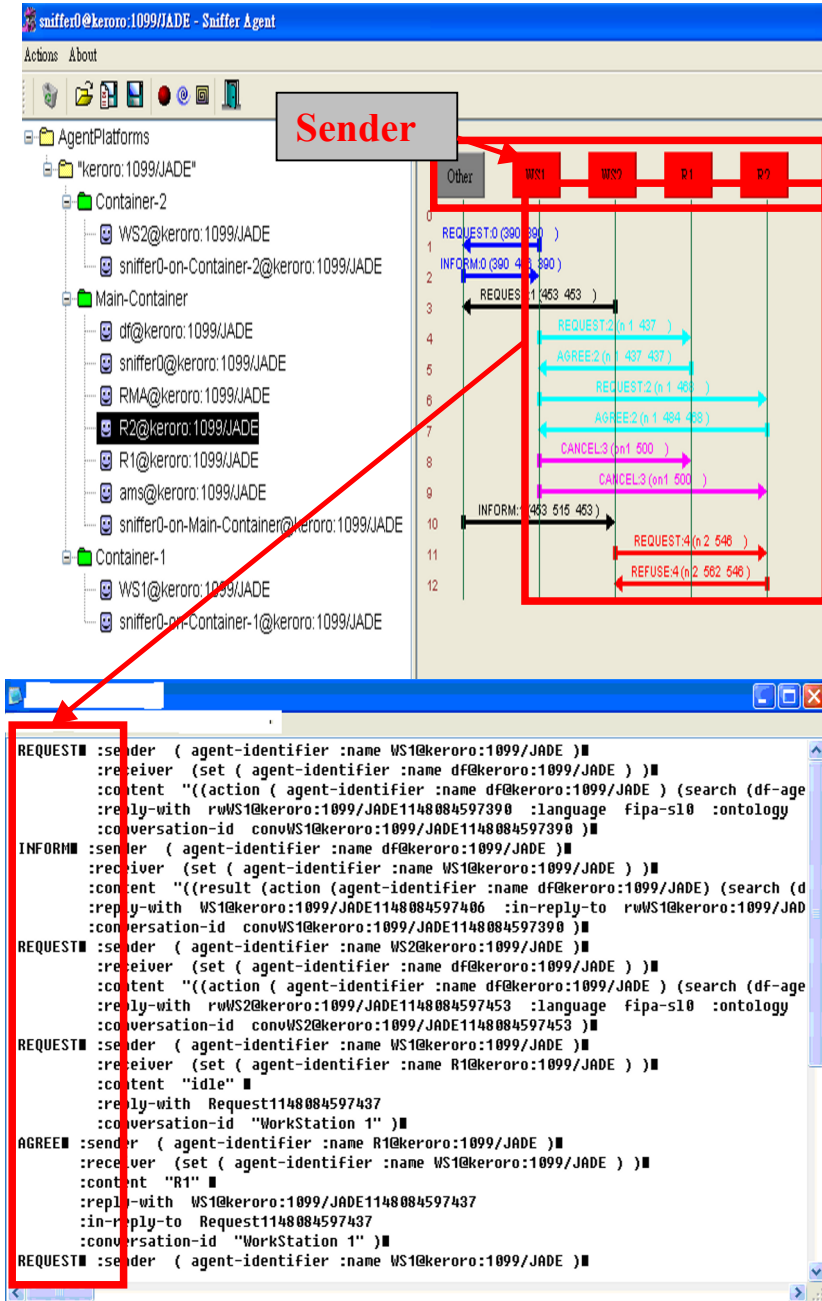 sniffer0@keroro:1099/JADE - Sniffer Agent
Actions About
Sender
AgentPlatforms
"keroro:1099/JADE"
Container-2
WS2@keroro:1099/JADE
sniffer0-on-Container-2@keroro:1099/JADE
Main-Container
df@keroro:1099/JADE
sniffer0@keroro:1099/JADE
RMA@keroro:1099/JADE
R2@keroro:1099/JADE
R1@keroro:1099/JADE
ams@keroro:1099/JADE
sniffer0-on-Main-Container@keroro:1099/JADE
Container-1
WS1@keroro:1099/JADE
sniffer0-on-Container-1@keroro:1099/JADE
Other WS1 WS2 R1 R2
0
1 REQUEST:0 (390 390 )
2 INFORM:0 (390 390)
3 REQUEST:1 (453 453 )
4 REQUEST:2 (n 1 437 )
5 AGREE:2 (n 1 437 437)
6 REQUEST:2 (n 1 468 )
7 AGREE:2 (n 1 484 468)
8 CANCEL:3 (on1 500 )
9 CANCEL:3 (on1 500 )
10 INFORM:1 (453 515 453)
11 REQUEST:4 (n 2 546 )
12 REFUSE:4 (n 2 562 546)
REQUEST :sender ( agent-identifier :name WS1@keroro:1099/JADE )
:receiver (set ( agent-identifier :name df@keroro:1099/JADE ) )
:content "((action ( agent-identifier :name df@keroro:1099/JADE ) (search (df-age
:reply-with rwWS1@keroro:1099/JADE1148084597390 :language fipa-sl0 :ontology
:conversation-id convWS1@keroro:1099/JADE1148084597390 )
INFORM :sender ( agent-identifier :name df@keroro:1099/JADE )
:receiver (set ( agent-identifier :name WS1@keroro:1099/JADE ) )
:content "((result (action (agent-identifier :name df@keroro:1099/JADE) (search (d
:reply-with WS1@keroro:1099/JADE1148084597406 :in-reply-to rwWS1@keroro:1099/JAD
:conversation-id convWS1@keroro:1099/JADE1148084597390 )
REQUEST :sender ( agent-identifier :name WS2@keroro:1099/JADE )
:receiver (set ( agent-identifier :name df@keroro:1099/JADE ) )
:content "((action ( agent-identifier :name df@keroro:1099/JADE ) (search (df-age
:reply-with rwWS2@keroro:1099/JADE1148084597453 :language fipa-sl0 :ontology
:conversation-id convWS2@keroro:1099/JADE1148084597453 )
REQUEST :sender ( agent-identifier :name WS1@keroro:1099/JADE )
:receiver (set ( agent-identifier :name R1@keroro:1099/JADE ) )
:content "idle"
:reply-with Request1148084597437
:conversation-id "WorkStation 1" )
AGREE :sender ( agent-identifier :name R1@keroro:1099/JADE )
:receiver (set ( agent-identifier :name WS1@keroro:1099/JADE ) )
:content "R1"
:reply-with WS1@keroro:1099/JADE1148084597437
:in-reply-to Request1148084597437
:conversation-id "WorkStation 1" )
REQUEST :sender ( agent-identifier :name WS1@keroro:1099/JADE )